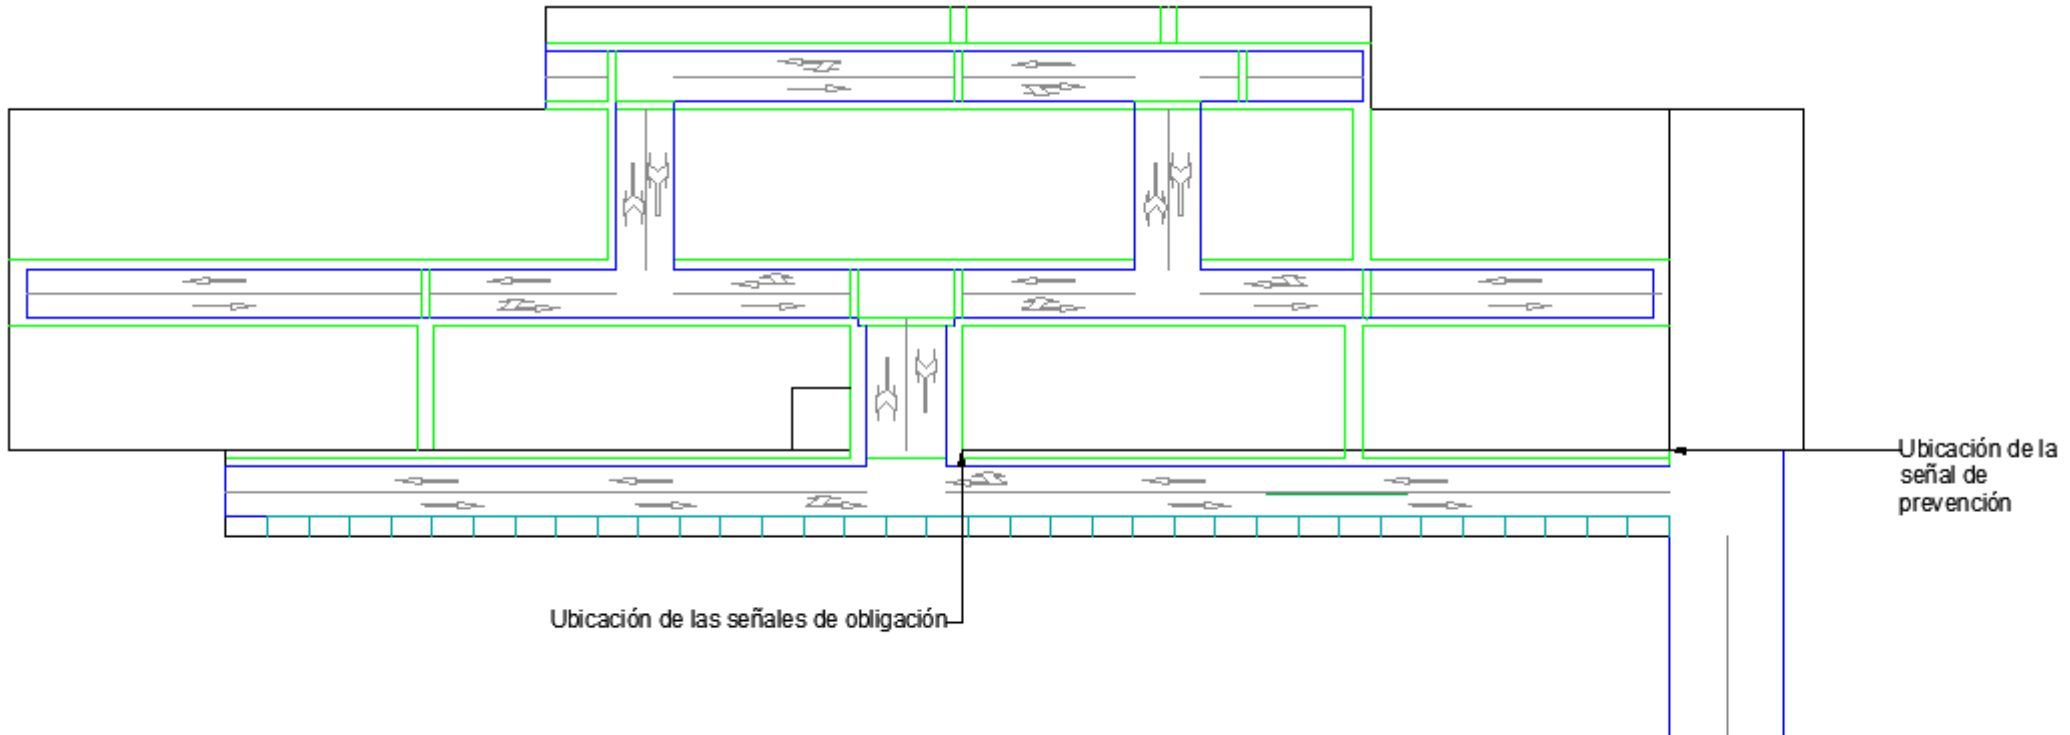 Ubicación de la
señal de
prevención
Ubicación de las señales de obligación